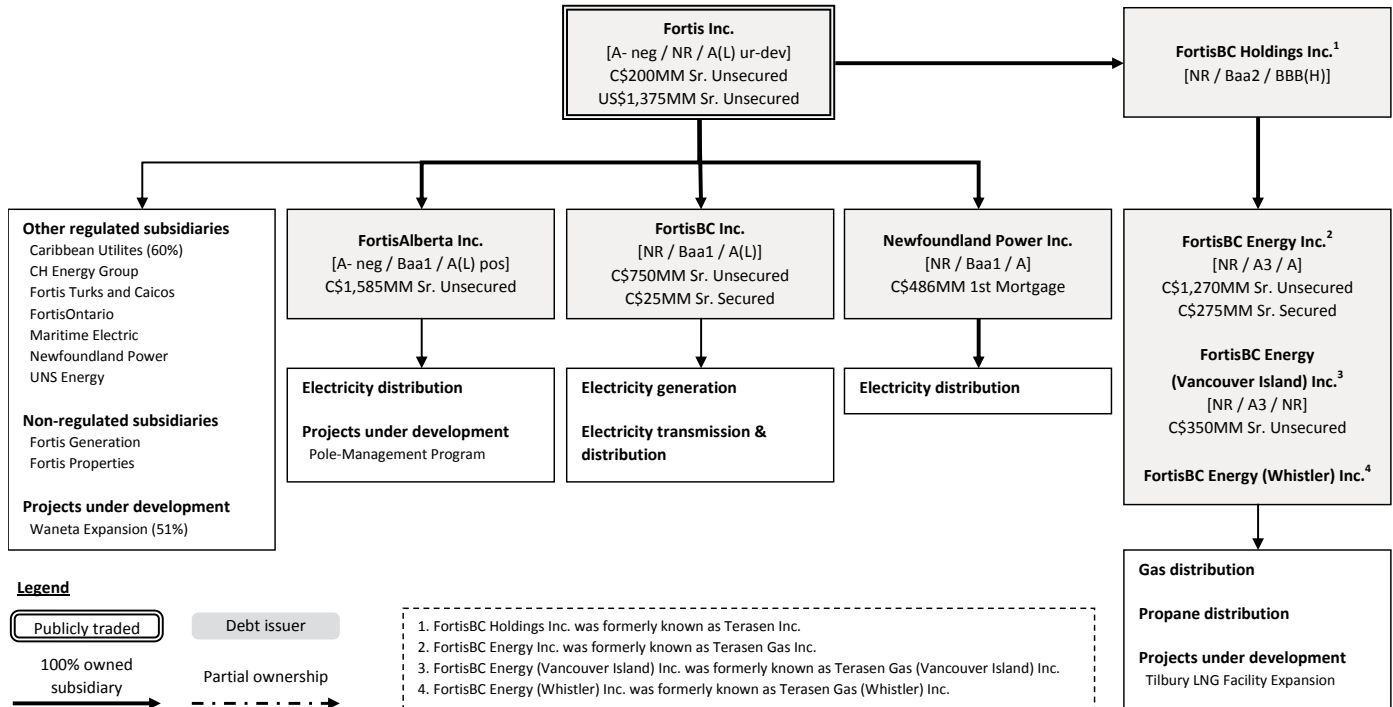 Fortis Inc.
[A- neg / NR / A(L) ur-dev]
C$200MM Sr. Unsecured
US$1,375MM Sr. Unsecured
FortisBC Holdings Inc.1
[NR / Baa2 / BBB(H)]
Other regulated subsidiaries
Caribbean Utilites (60%)
CH Energy Group
Fortis Turks and Caicos
FortisOntario
Maritime Electric
Newfoundland Power
UNS Energy
Non-regulated subsidiaries
Fortis Generation
Fortis Properties
Projects under development
Waneta Expansion (51%)
FortisAlberta Inc.
[A- neg / Baa1 / A(L) pos]
C$1,585MM Sr. Unsecured
Electricity distribution
Projects under development
Pole-Management Program
FortisBC Inc.
[NR / Baa1 / A(L)]
C$750MM Sr. Unsecured
C$25MM Sr. Secured
Electricity generation
Electricity transmission &
distribution
Newfoundland Power Inc.
[NR / Baa1 / A]
C$486MM 1st Mortgage
Electricity distribution
FortisBC Energy Inc.2
[NR / A3 / A]
C$1,270MM Sr. Unsecured
C$275MM Sr. Secured
FortisBC Energy
(Vancouver Island) Inc.3
[NR / A3 / NR]
C$350MM Sr. Unsecured
FortisBC Energy (Whistler) Inc.4
Gas distribution
Propane distribution
Projects under development
Tilbury LNG Facility Expansion
Legend
Publicly traded
Debt issuer
100% owned
subsidiary
Partial ownership
1. FortisBC Holdings Inc. was formerly known as Terasen Inc.
2. FortisBC Energy Inc. was formerly known as Terasen Gas Inc.
3. FortisBC Energy (Vancouver Island) Inc. was formerly known as Terasen Gas (Vancouver Island) Inc.
4. FortisBC Energy (Whistler) Inc. was formerly known as Terasen Gas (Whistler) Inc.